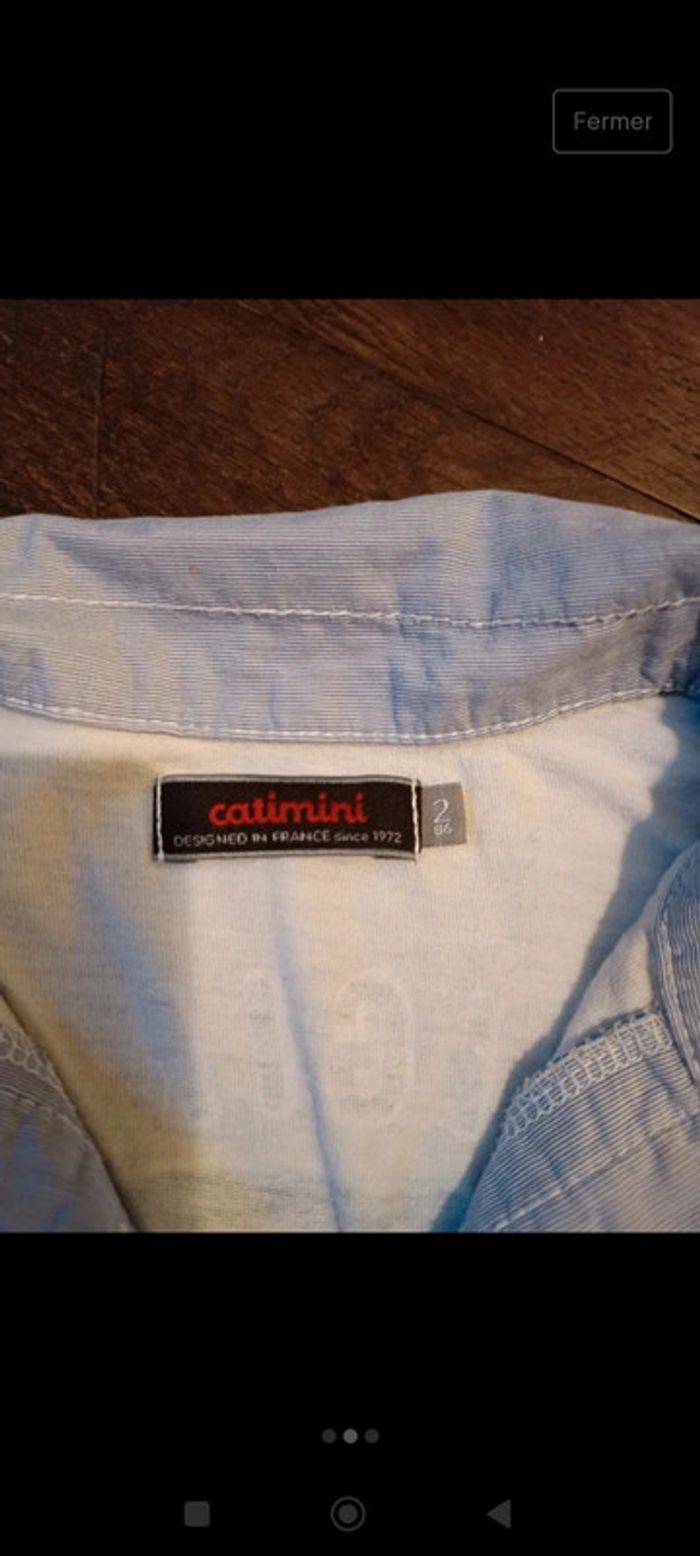 Fermer
catimini
DESIGNED IN FRANCE since 1972
2
86